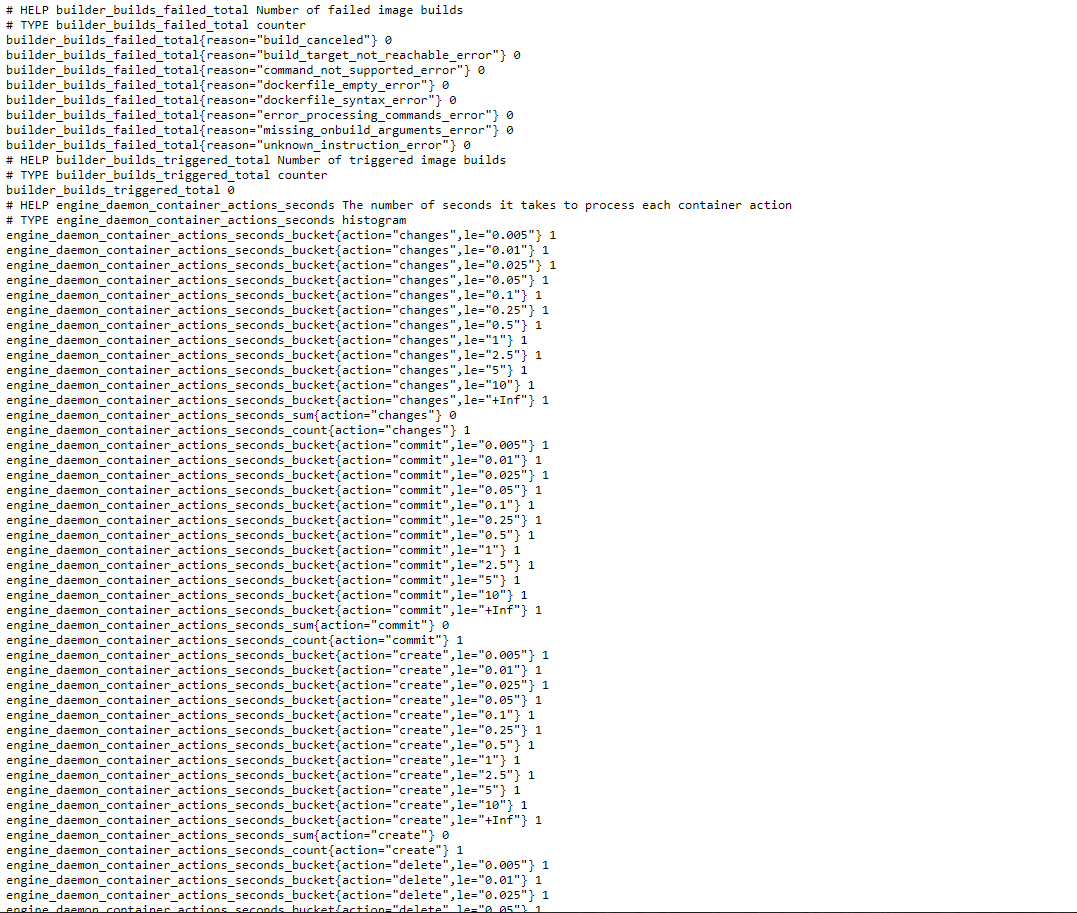 # HELP builder_builds_failed_total Number of failed image builds
# TYPE builder_builds_failed_total counter
builder_builds_failed_total{reason="build_canceled"} 0
builder_builds_failed_total{reason="build_target_not_reachable_error"} 0
builder_builds_failed_total{reason="command_not_supported_error"} 0
builder_builds_failed_total{reason="dockerfile_empty_error"} 0
builder_builds_failed_total{reason="dockerfile_syntax_error"} 0
builder_builds_failed_total{reason="error_processing_commands_error"} 0
builder_builds_failed_total{reason="missing_onbuild_arguments_error"} 0
builder_builds_failed_total{reason="unknown_instruction_error"} 0
# HELP builder_builds_triggered_total Number of triggered image builds
# TYPE builder_builds_triggered_total counter
builder_builds_triggered_total 0
# HELP engine_daemon_container_actions_seconds The number of seconds it takes to process each container action
# TYPE engine_daemon_container_actions_seconds histogram
engine_daemon_container_actions_seconds_bucket{action="changes",le="0.005"} 1
engine_daemon_container_actions_seconds_bucket{action="changes",le="0.01"} 1
engine_daemon_container_actions_seconds_bucket{action="changes",le="0.025"} 1
engine_daemon_container_actions_seconds_bucket{action="changes",le="0.05"} 1
engine_daemon_container_actions_seconds_bucket{action="changes",le="0.1"} 1
engine_daemon_container_actions_seconds_bucket{action="changes",le="0.25"} 1
engine_daemon_container_actions_seconds_bucket{action="changes",le="0.5"} 1
engine_daemon_container_actions_seconds_bucket{action="changes",le="1"} 1
engine_daemon_container_actions_seconds_bucket{action="changes",le="2.5"} 1
engine_daemon_container_actions_seconds_bucket{action="changes",le="5"} 1
engine_daemon_container_actions_seconds_bucket{action="changes",le="10"} 1
engine_daemon_container_actions_seconds_bucket{action="changes",le="+Inf"} 1
engine_daemon_container_actions_seconds_sum{action="changes"} 0
engine_daemon_container_actions_seconds_count{action="changes"} 1
engine_daemon_container_actions_seconds_bucket{action="commit",le="0.005"} 1
engine_daemon_container_actions_seconds_bucket{action="commit",le="0.01"} 1
engine_daemon_container_actions_seconds_bucket{action="commit",le="0.025"} 1
engine_daemon_container_actions_seconds_bucket{action="commit",le="0.05"} 1
engine_daemon_container_actions_seconds_bucket{action="commit",le="0.1"} 1
engine_daemon_container_actions_seconds_bucket{action="commit",le="0.25"} 1
engine_daemon_container_actions_seconds_bucket{action="commit",le="0.5"} 1
engine_daemon_container_actions_seconds_bucket{action="commit",le="1"} 1
engine_daemon_container_actions_seconds_bucket{action="commit",le="2.5"} 1
engine_daemon_container_actions_seconds_bucket{action="commit",le="5"} 1
engine_daemon_container_actions_seconds_bucket{action="commit",le="10"} 1
engine_daemon_container_actions_seconds_bucket{action="commit",le="+Inf"} 1
engine_daemon_container_actions_seconds_sum{action="commit"} 0
engine_daemon_container_actions_seconds_count{action="commit"} 1
engine_daemon_container_actions_seconds_bucket{action="create",le="0.005"} 1
engine_daemon_container_actions_seconds_bucket{action="create",le="0.01"} 1
engine_daemon_container_actions_seconds_bucket{action="create",le="0.025"} 1
engine_daemon_container_actions_seconds_bucket{action="create",le="0.05"} 1
engine_daemon_container_actions_seconds_bucket{action="create",le="0.1"} 1
engine_daemon_container_actions_seconds_bucket{action="create",le="0.25"} 1
engine_daemon_container_actions_seconds_bucket{action="create",le="0.5"} 1
engine_daemon_container_actions_seconds_bucket{action="create",le="1"} 1
engine_daemon_container_actions_seconds_bucket{action="create",le="2.5"} 1
engine_daemon_container_actions_seconds_bucket{action="create",le="5"} 1
engine_daemon_container_actions_seconds_bucket{action="create",le="10"} 1
engine_daemon_container_actions_seconds_bucket{action="create",le="+Inf"} 1
engine_daemon_container_actions_seconds_sum{action="create"} 0
engine_daemon_container_actions_seconds_count{action="create"} 1
engine_daemon_container_actions_seconds_bucket{action="delete",le="0.005"} 1
engine_daemon_container_actions_seconds_bucket{action="delete",le="0.01"} 1
engine_daemon_container_actions_seconds_bucket{action="delete",le="0.025"} 1
engine_daemon_container_actions_seconds_bucket{action="delete",le="0.05"} 1